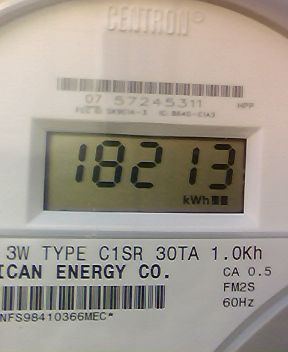 CENTRON®
07 57245311 HPP
18213
kWh
3W TYPE C1SR 30TA 1.0Kh
ICAN ENERGY CO. CA 0.5
FM2S
60Hz
NFS98410366MEC*